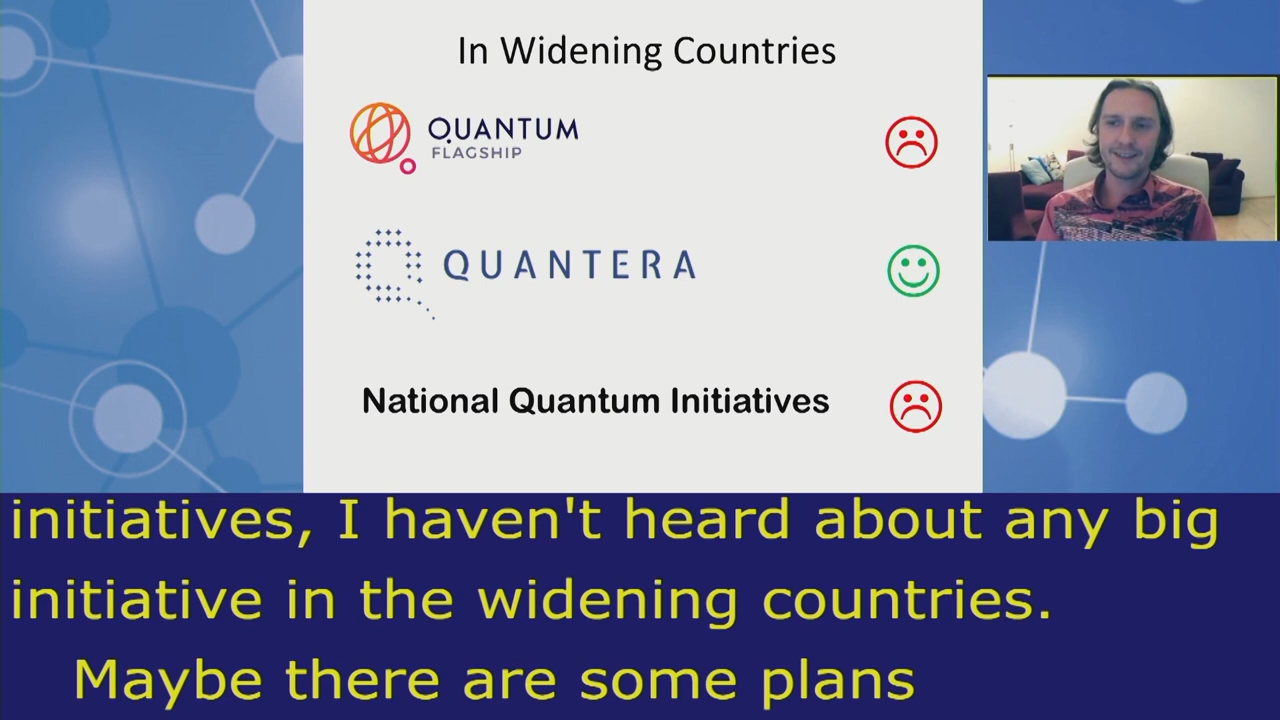 In Widening Countries
QUANTUM
FLAGSHIP
QUANTERA
National Quantum Initiatives
initiatives, I haven't heard about any big
initiative in the widening countries.
Maybe there are some plans